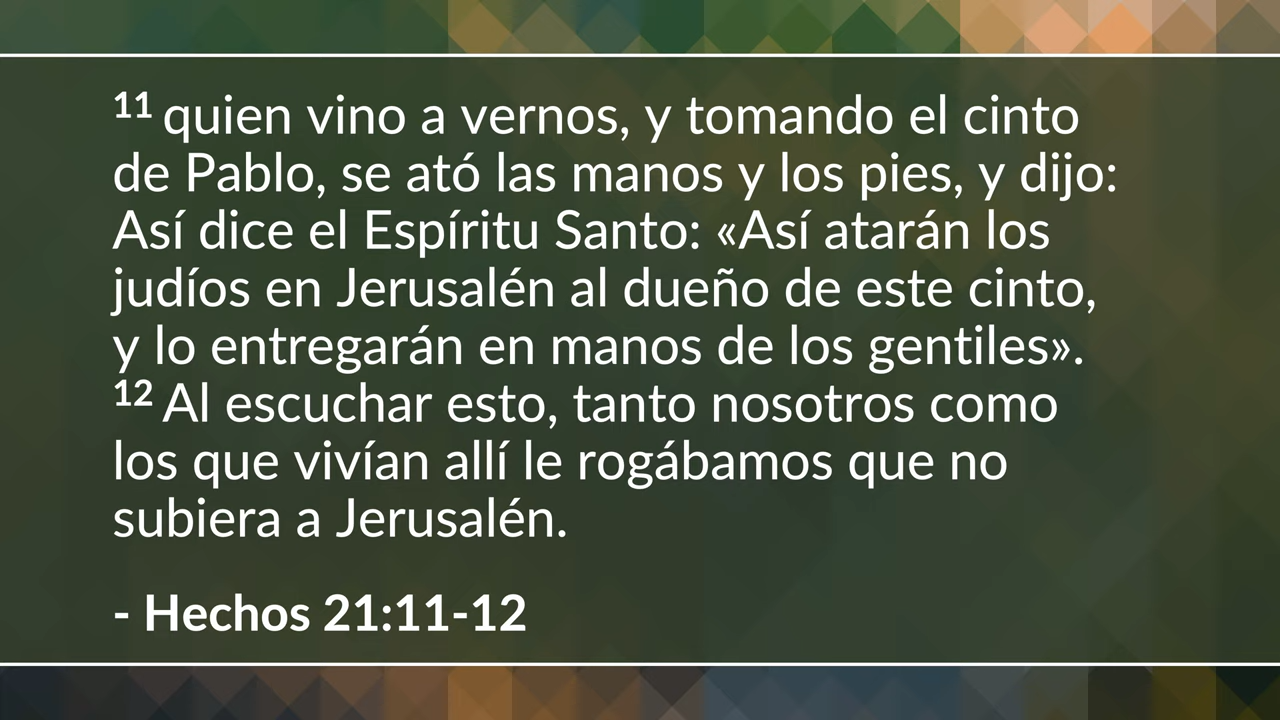 11 quien vino a vernos, y tomando el cinto
de Pablo, se ató las manos y los pies, y dijo:
Así dice el Espíritu Santo: «Así atarán los
judíos en Jerusalén al dueño de este cinto,
y lo entregarán en manos de los gentiles».
12 Al escuchar esto, tanto nosotros como
los que vivían allí le rogábamos que no
subiera a Jerusalén.
- Hechos 21:11-12